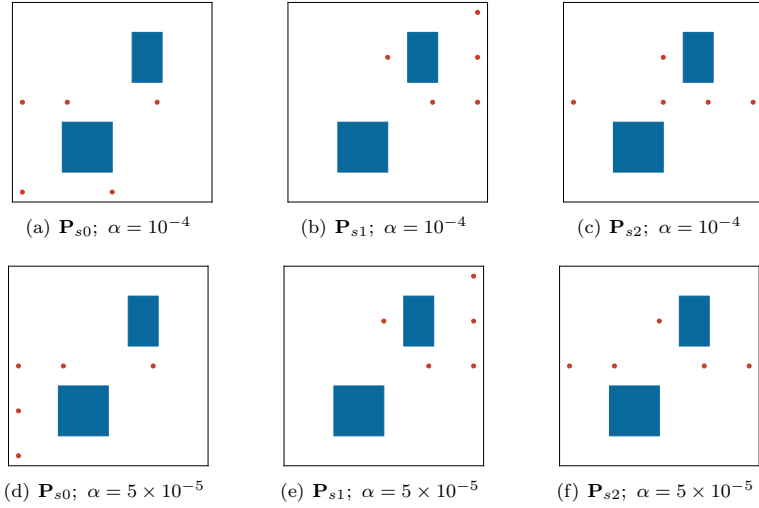 (a) P_{s0}; α = 10^{−4}
(b) P_{s1}; α = 10^{−4}
(c) P_{s2}; α = 10^{−4}
(d) P_{s0}; α = 5 × 10^{−5}
(e) P_{s1}; α = 5 × 10^{−5}
(f) P_{s2}; α = 5 × 10^{−5}